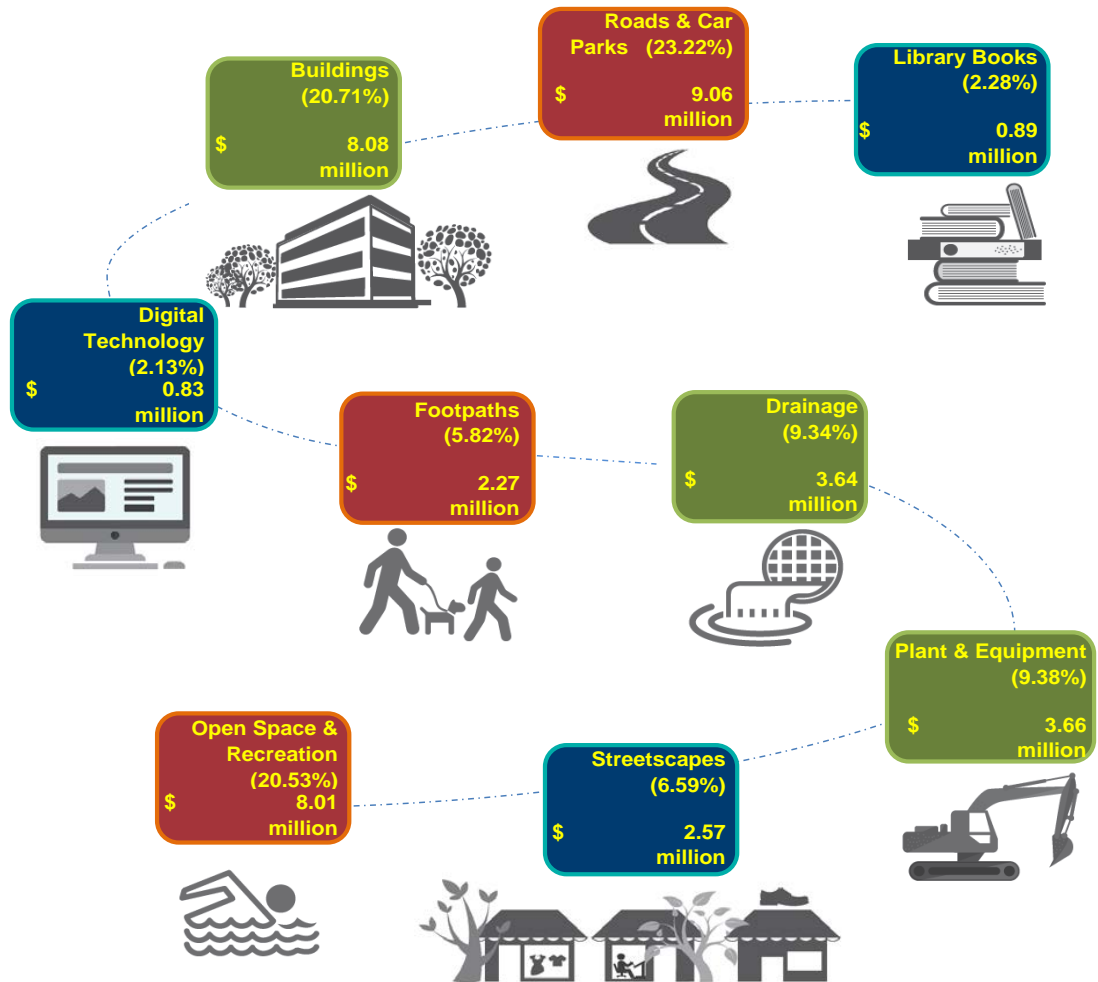 Roads & Car
Parks (23.22%)
$ 9.06
million
Buildings
(20.71%)
$ 8.08
million
Library Books
(2.28%)
$ 0.89
million
Digital
Technology
(2.13%)
$ 0.83
million
Footpaths
(5.82%)
$ 2.27
million
Drainage
(9.34%)
$ 3.64
million
Plant & Equipment
(9.38%)
$ 3.66
million
Open Space &
Recreation
(20.53%)
$ 8.01
million
Streetscapes
(6.59%)
$ 2.57
million